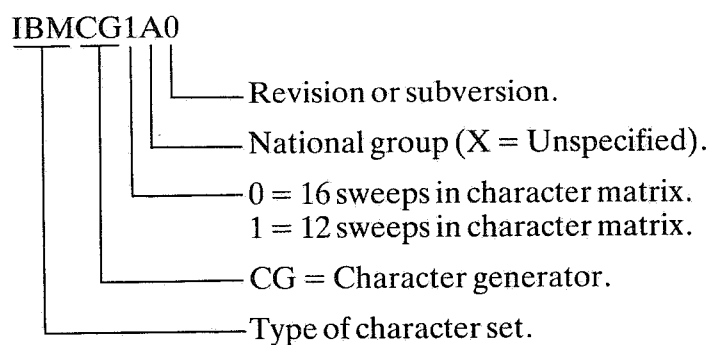 IBMCG1A0
Revision or subversion.
National group (X = Unspecified).
0 = 16 sweeps in character matrix.
1 = 12 sweeps in character matrix.
CG = Character generator.
Type of character set.